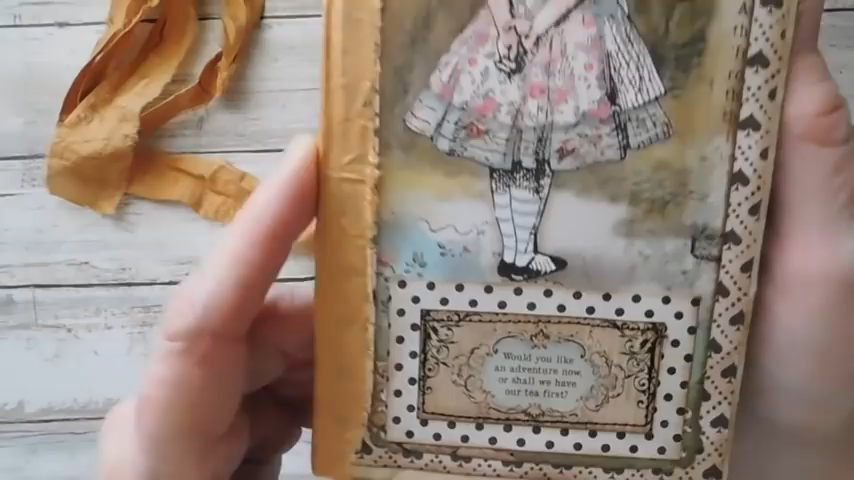 Would you like
an adventure now,
or shall we have
our tea first?